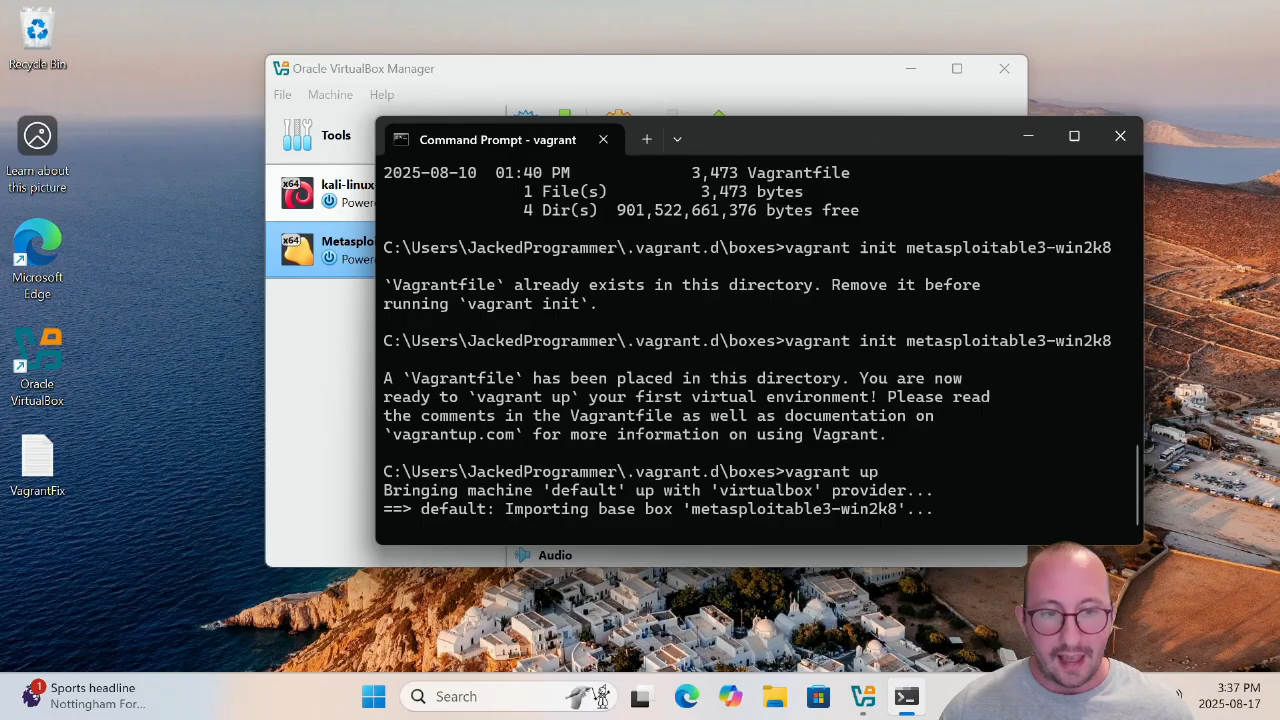 Recycle Bin
Learn about
this picture
Microsoft
Edge
Oracle
VirtualBox
VagrantFix
Oracle VirtualBox Manager
File Machine Help
Tools
x64
kali-linux
Power
x64
Metasploi
Powere
Audio
Command Prompt - vagrant
2025-08-10  01:40 PM             3,473 Vagrantfile
               1 File(s)          3,473 bytes
               4 Dir(s)  901,522,661,376 bytes free
C:\Users\JackedProgrammer\.vagrant.d\boxes>vagrant init metasploitable3-win2k8
`Vagrantfile` already exists in this directory. Remove it before
running `vagrant init`.
C:\Users\JackedProgrammer\.vagrant.d\boxes>vagrant init metasploitable3-win2k8
A `Vagrantfile` has been placed in this directory. You are now
ready to `vagrant up` your first virtual environment! Please read
the comments in the Vagrantfile as well as documentation on
`vagrantup.com` for more information on using Vagrant.
C:\Users\JackedProgrammer\.vagrant.d\boxes>vagrant up
Bringing machine 'default' up with 'virtualbox' provider...
==> default: Importing base box 'metasploitable3-win2k8'...
1
Sports headline
Nottingham For...
Search
3:37 PM
2025-08-17